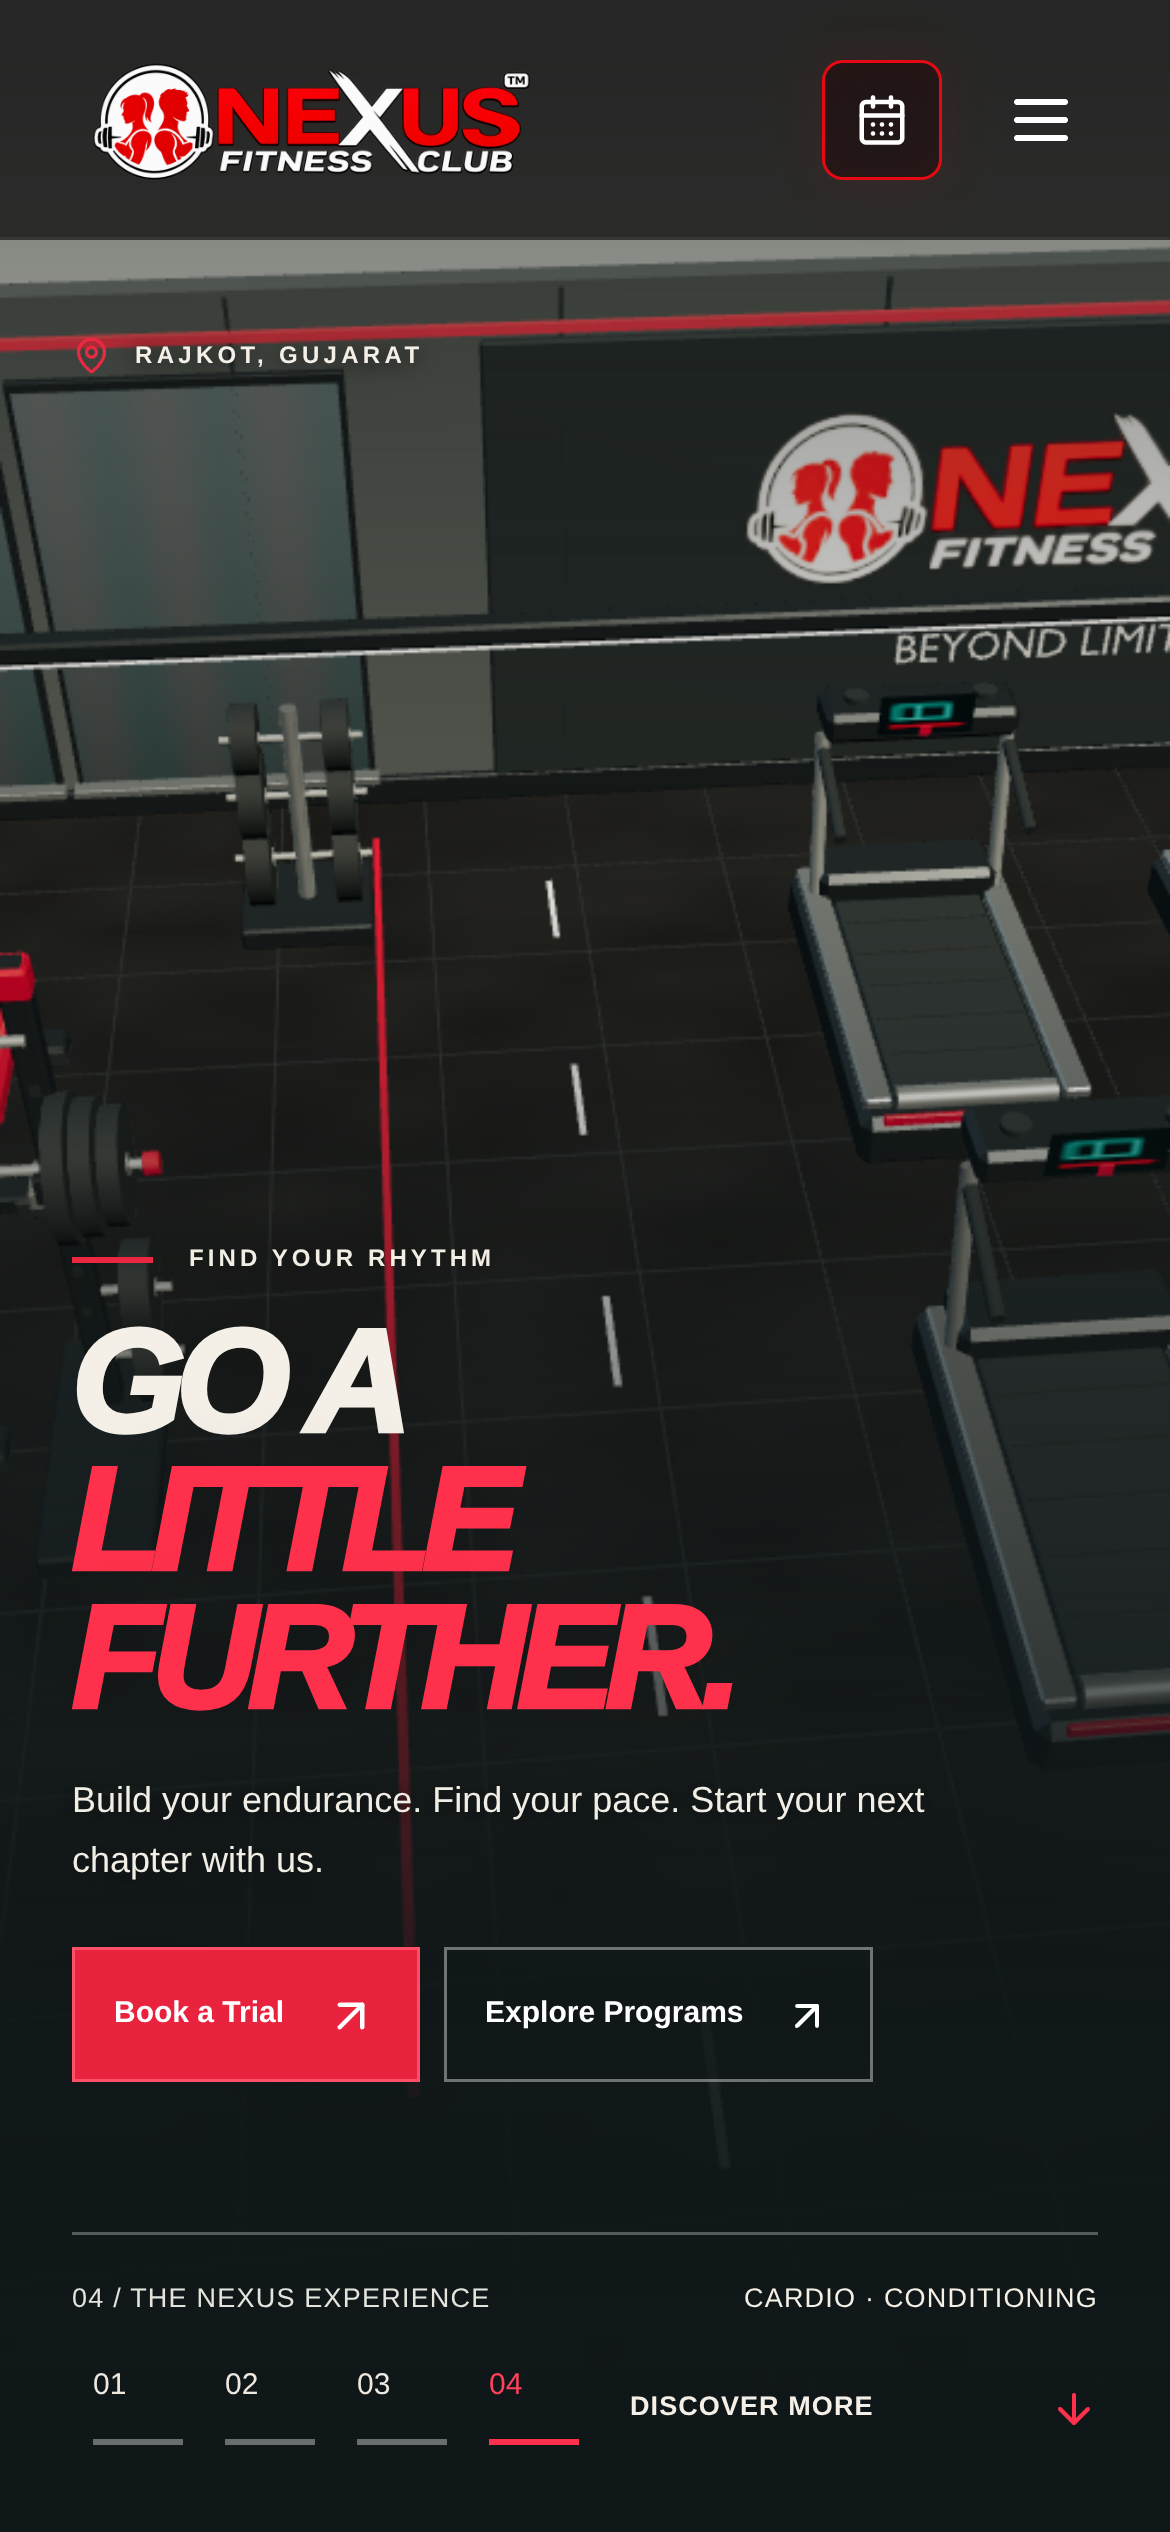 NEXUS™
FITNESS CLUB
RAJKOT, GUJARAT
NEX
FITNESS
BEYOND LIMIT
FIND YOUR RHYTHM
GO A
LITTLE
FURTHER.
Build your endurance. Find your pace. Start your next
chapter with us.
Book a Trial
Explore Programs
04 / THE NEXUS EXPERIENCE
CARDIO · CONDITIONING
01
02
03
04
DISCOVER MORE